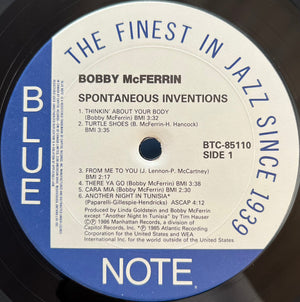 THE FINEST IN JAZZ SINCE 1939
BLUE
NOTE
BOBBY McFERRIN
SPONTANEOUS INVENTIONS
1. THINKIN' ABOUT YOUR BODY
(Bobby McFerrin) BMI 3:32
2. TURTLE SHOES (B. McFerrin-H. Hancock)
BMI 3:35
BTC-85110
SIDE 1
3. FROM ME TO YOU (J. Lennon-P. McCartney)
BMI 2:17
4. THERE YA GO (Bobby McFerrin) BMI 3:38
5. CARA MIA (Bobby McFerrin) BMI 2:30
6. ANOTHER NIGHT IN TUNISIA*
(Paparelli-Gillespie-Hendricks) ASCAP 4:12
Produced by Linda Goldstein and Bobby McFerrin
except "Another Night In Tunisia" by Tim Hauser
℗ 1986 Manhattan Records, a division of
Capitol Records, Inc. *℗ 1985 Atlantic Recording
Corporation for the United States and WEA
International Inc. for the world outside of the
United States.